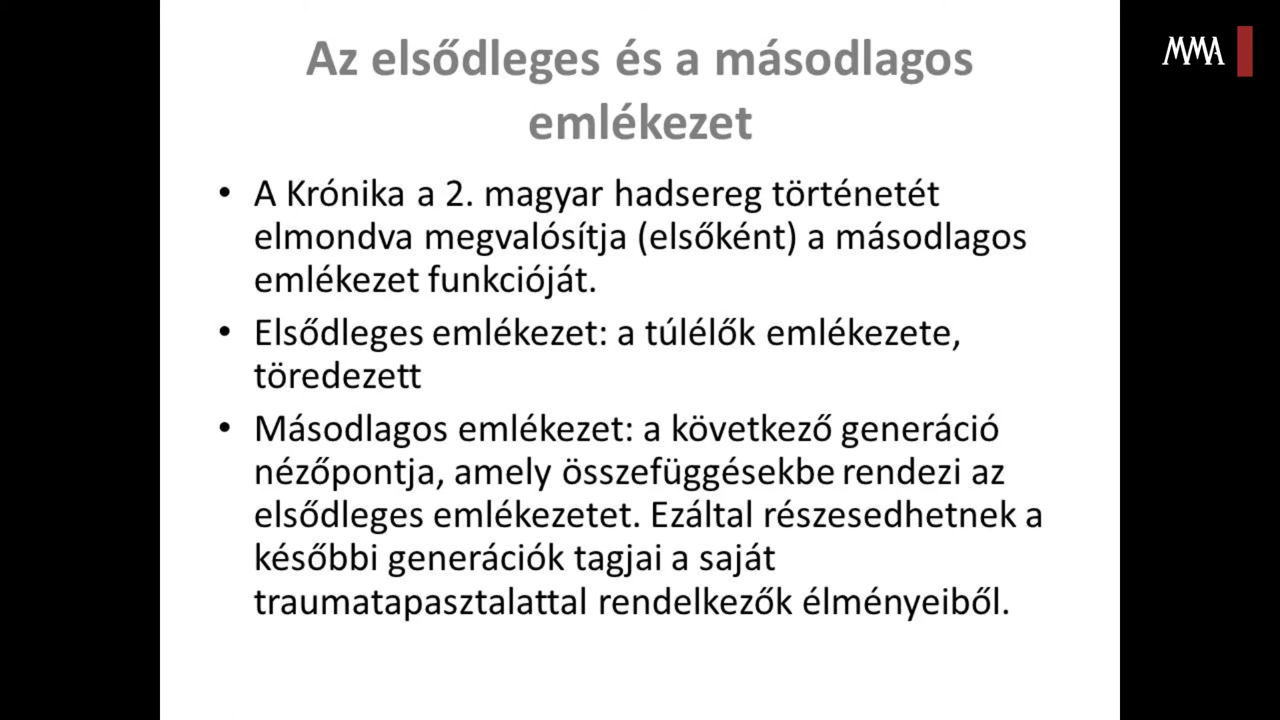 MMA
Az elsődleges és a másodlagos
emlékezet
• A Krónika a 2. magyar hadsereg történetét
elmondva megvalósítja (elsőként) a másodlagos
emlékezet funkcióját.
• Elsődleges emlékezet: a túlélők emlékezete,
töredezett
• Másodlagos emlékezet: a következő generáció
nézőpontja, amely összefüggésekbe rendezi az
elsődleges emlékezetet. Ezáltal részesedhetnek a
későbbi generációk tagjai a saját
traumatapasztalattal rendelkezők élményeiből.